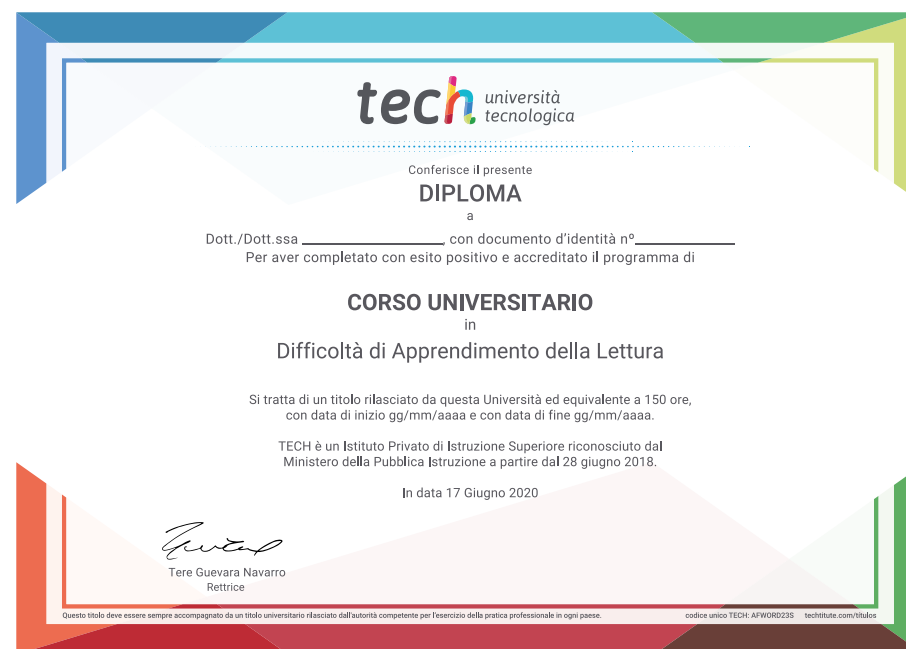 tech università
tecnologica
Conferisce il presente
DIPLOMA
a
Dott./Dott.ssa ____________________, con documento d'identità nº______________
Per aver completato con esito positivo e accreditato il programma di
CORSO UNIVERSITARIO
in
Difficoltà di Apprendimento della Lettura
Si tratta di un titolo rilasciato da questa Università ed equivalente a 150 ore,
con data di inizio gg/mm/aaaa e con data di fine gg/mm/aaaa.
TECH è un Istituto Privato di Istruzione Superiore riconosciuto dal
Ministero della Pubblica Istruzione a partire dal 28 giugno 2018.
In data 17 Giugno 2020
Tere Guevara Navarro
Rettrice
Questo titolo deve essere sempre accompagnato da un titolo universitario rilasciato dall'autorità competente per l'esercizio della pratica professionale in ogni paese. codice unico TECH: AFWORD23S techtitute.com/titulos